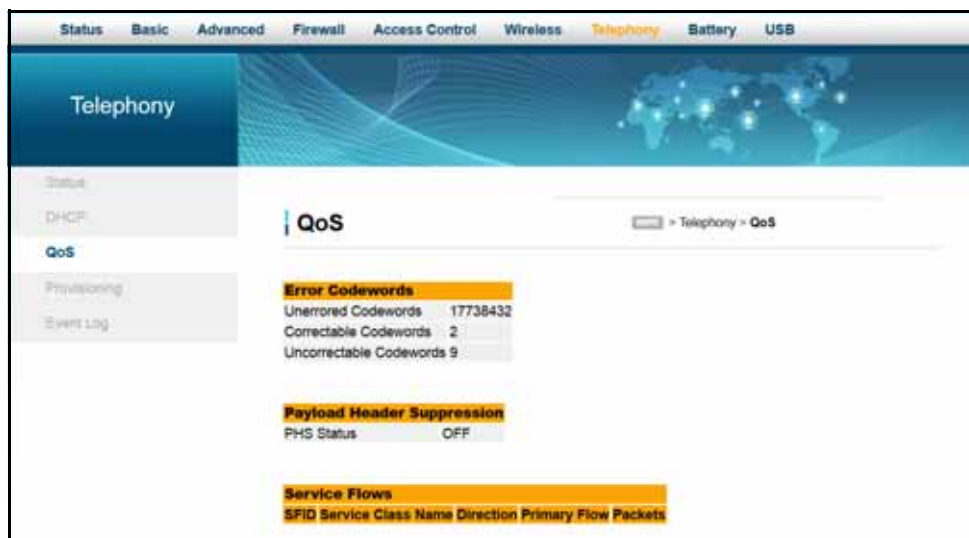 Status Basic Advanced Firewall Access Control Wireless Telephony Battery USB
Telephony
Status
DHCP
QoS
Provisioning
Event Log
QoS
> Telephony > QoS
Error Codewords
Unerrored Codewords 17738432
Correctable Codewords 2
Uncorrectable Codewords 9
Payload Header Suppression
PHS Status OFF
Service Flows
SFID Service Class Name Direction Primary Flow Packets